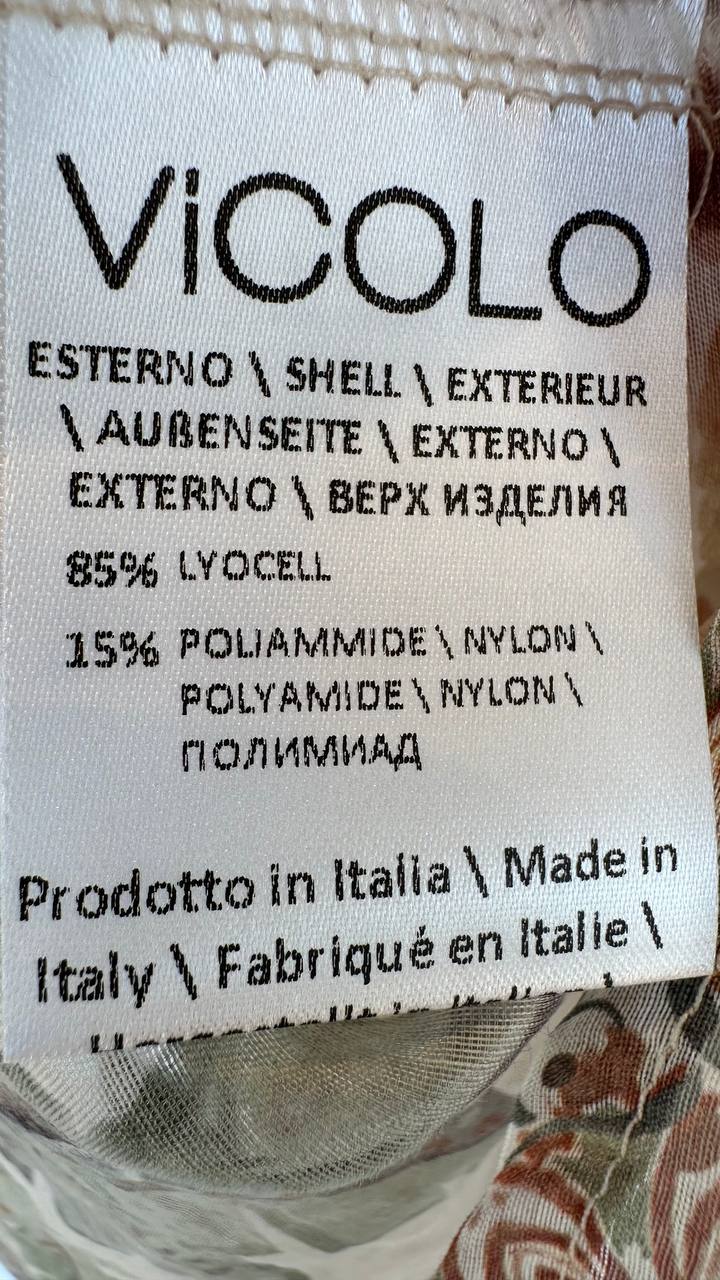 ViCOLO
ESTERNO \ SHELL \ EXTERIEUR
\ AUßENSEITE \ EXTERNO \
EXTERNO \ ВЕРХ ИЗДЕЛИЯ
85% LYOCELL
15% POLIAMMIDE \ NYLON \
POLYAMIDE \ NYLON \
ПОЛИМИАД
Prodotto in Italia \ Made in
Italy \ Fabriqué en Italie \